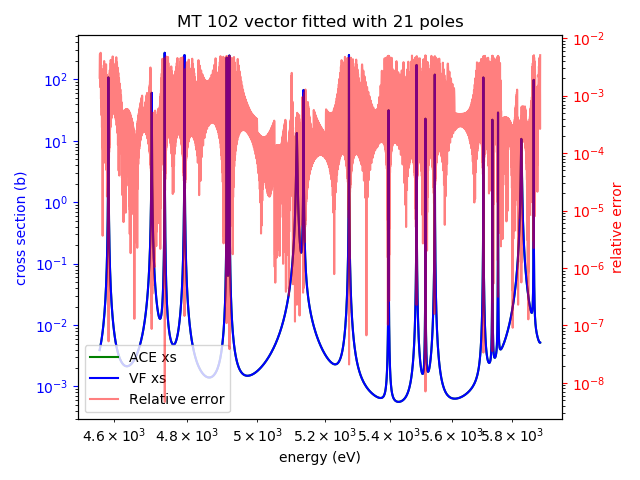 MT 102 vector fitted with 21 poles
cross section (b)
10²
10¹
10⁰
10⁻¹
10⁻²
10⁻³
10⁻²
10⁻³
10⁻⁴
10⁻⁵
10⁻⁶
10⁻⁷
10⁻⁸
relative error
ACE xs
VF xs
Relative error
4.6 × 10³ 4.8 × 10³ 5 × 10³ 5.2 × 10³ 5.4 × 10³ 5.6 × 10³ 5.8 × 10³
energy (eV)